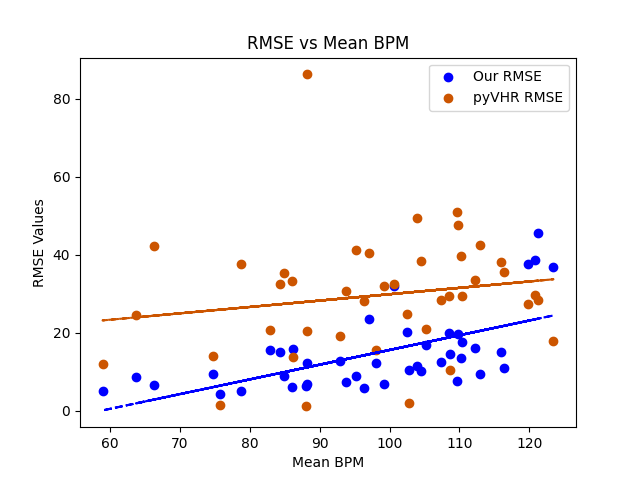 RMSE vs Mean BPM
Our RMSE
pyVHR RMSE
80
60
40
20
0
RMSE Values
60 70 80 90 100 110 120
Mean BPM